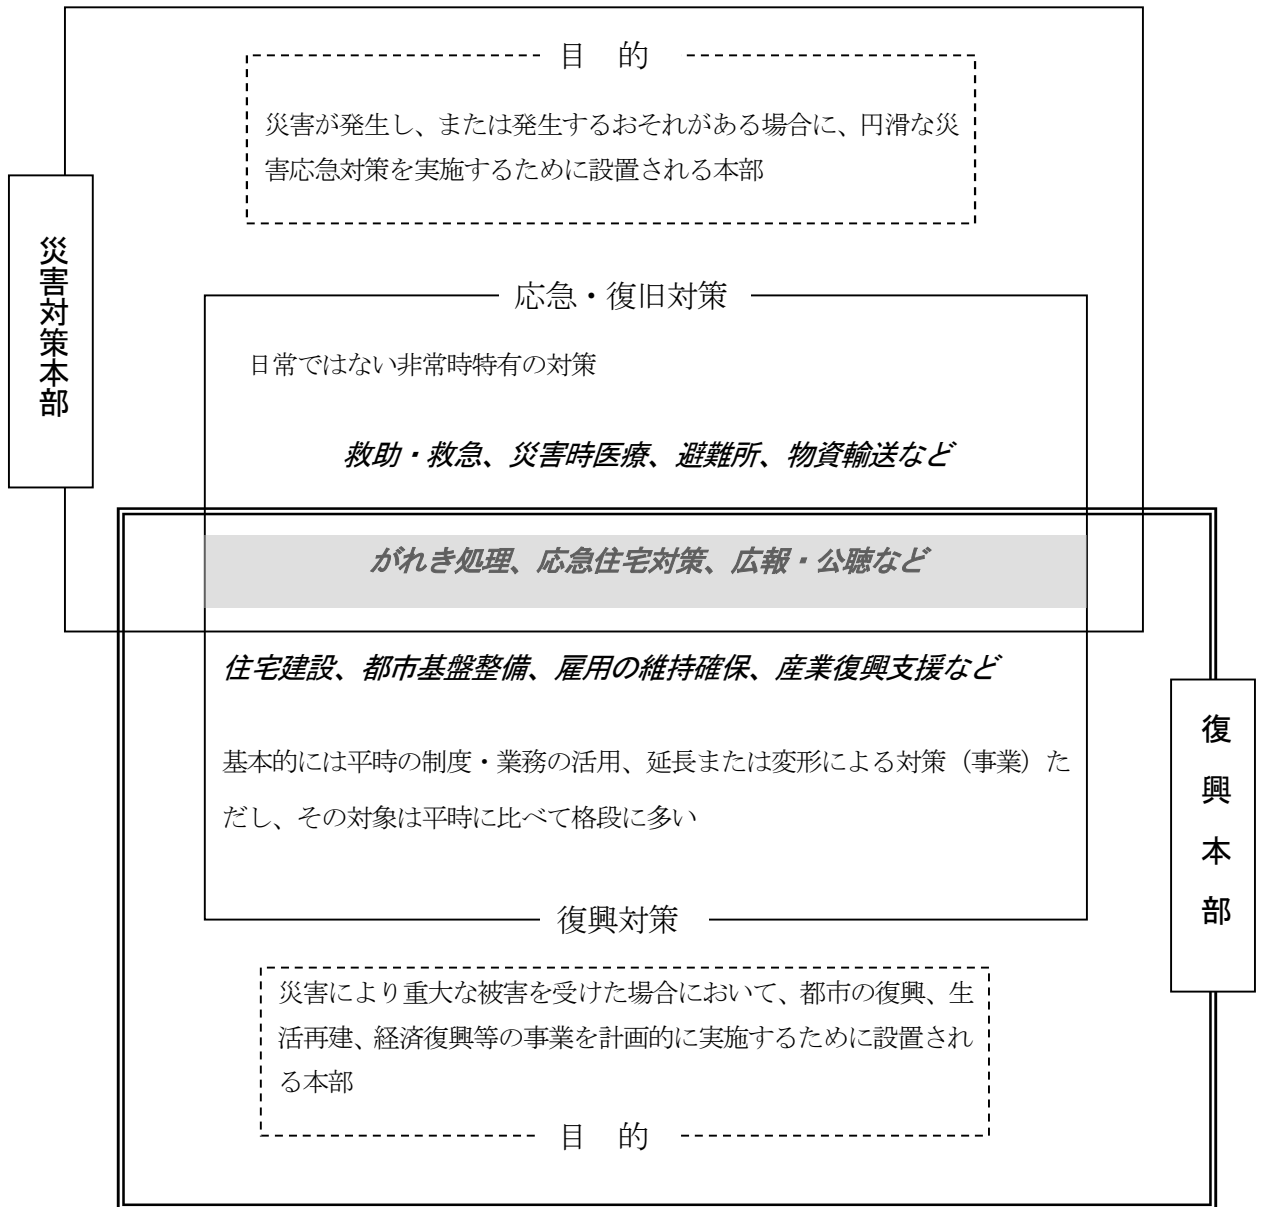 目　的
災害が発生し、または発生するおそれがある場合に、円滑な災
害応急対策を実施するために設置される本部
災害対策本部
応急・復旧対策
日常ではない非常時特有の対策
救助・救急、災害時医療、避難所、物資輸送など
がれき処理、応急住宅対策、広報・公聴など
住宅建設、都市基盤整備、雇用の維持確保、産業復興支援など
基本的には平時の制度・業務の活用、延長または変形による対策（事業）た
だし、その対象は平時に比べて格段に多い
復興本部
復興対策
災害により重大な被害を受けた場合において、都市の復興、生
活再建、経済復興等の事業を計画的に実施するために設置され
る本部
目　的